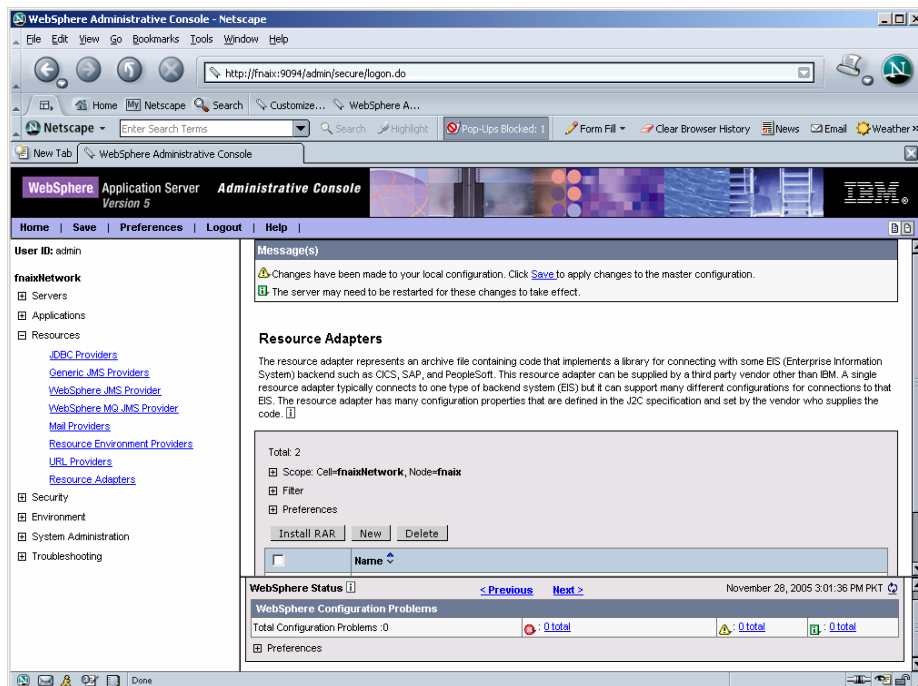 WebSphere Administrative Console - Netscape
File Edit View Go Bookmarks Tools Window Help
http://fnaix:9094/admin/secure/logon.do
N
Home My Netscape Search Customize... WebSphere A...
Netscape Enter Search Terms Search Highlight Pop-Ups Blocked: 1 Form Fill Clear Browser History News Email Weather »
New Tab WebSphere Administrative Console
WebSphere Application Server Administrative Console
Version 5
IBM
Home | Save | Preferences | Logout | Help |
User ID: admin
fnaixNetwork
Servers
Applications
Resources
JDBC Providers
Generic JMS Providers
WebSphere JMS Provider
WebSphere MQ JMS Provider
Mail Providers
Resource Environment Providers
URL Providers
Resource Adapters
Security
Environment
System Administration
Troubleshooting
Message(s)
Changes have been made to your local configuration. Click Save to apply changes to the master configuration.
The server may need to be restarted for these changes to take effect.
Resource Adapters
The resource adapter represents an archive file containing code that implements a library for connecting with some EIS (Enterprise Information
System) backend such as CICS, SAP, and PeopleSoft. This resource adapter can be supplied by a third party vendor other than IBM. A single
resource adapter typically connects to one type of backend system (EIS) but it can support many different configurations for connections to that
EIS. The resource adapter has many configuration properties that are defined in the J2C specification and set by the vendor who supplies the
code. i
Total: 2
Scope: Cell=fnaixNetwork, Node=fnaix
Filter
Preferences
Install RAR New Delete
Name
WebSphere Status i < Previous Next > November 28, 2005 3:01:36 PM PKT
WebSphere Configuration Problems
Total Configuration Problems :0 : 0 total : 0 total : 0 total
Preferences
Done